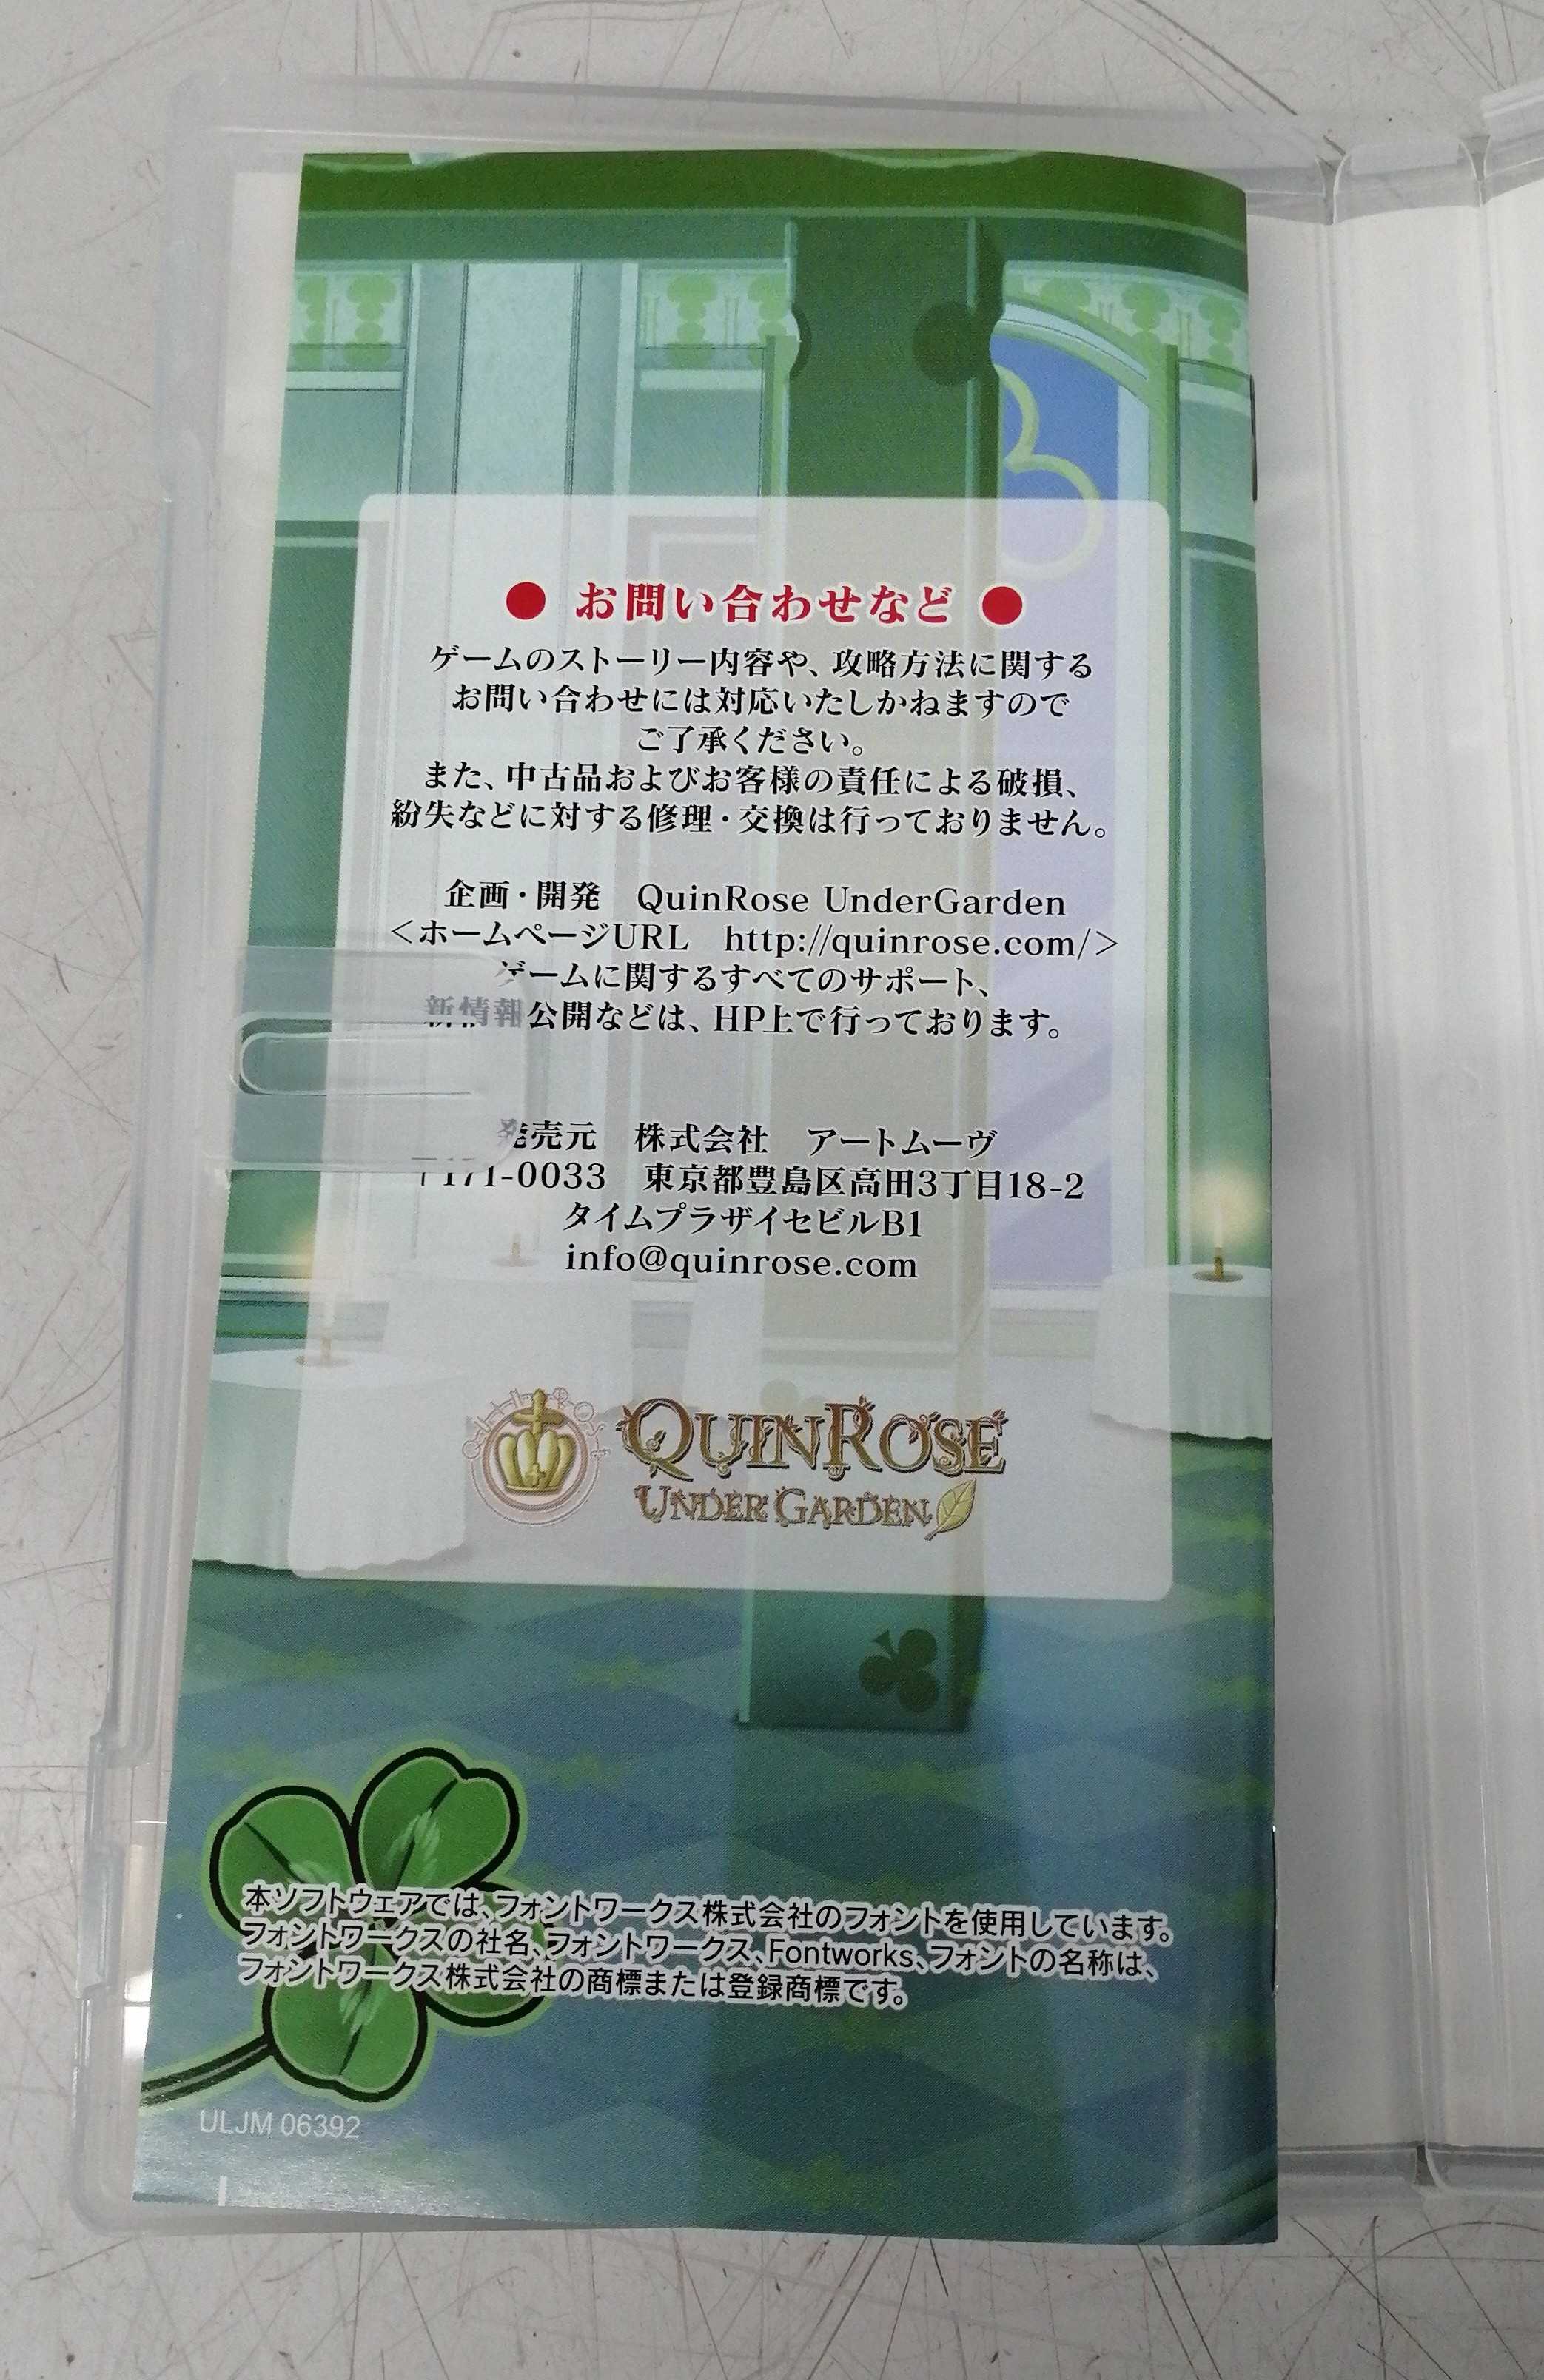 ● お問い合わせなど ●
ゲームのストーリー内容や、攻略方法に関する
お問い合わせには対応いたしかねますので
ご了承ください。
また、中古品およびお客様の責任による破損、
紛失などに対する修理・交換は行っておりません。
企画・開発　QuinRose UnderGarden
<ホームページURL　http://quinrose.com/>
ゲームに関するすべてのサポート、
新情報公開などは、HP上で行っております。
発売元　株式会社　アートムーヴ
〒171-0033　東京都豊島区高田3丁目18-2
タイムプラザイセビルB1
info@quinrose.com
QUINROSE
UNDER GARDEN
本ソフトウェアでは、フォントワークス株式会社のフォントを使用しています。
フォントワークスの社名、フォントワークス、Fontworks、フォントの名称は、
フォントワークス株式会社の商標または登録商標です。
ULJM 06392